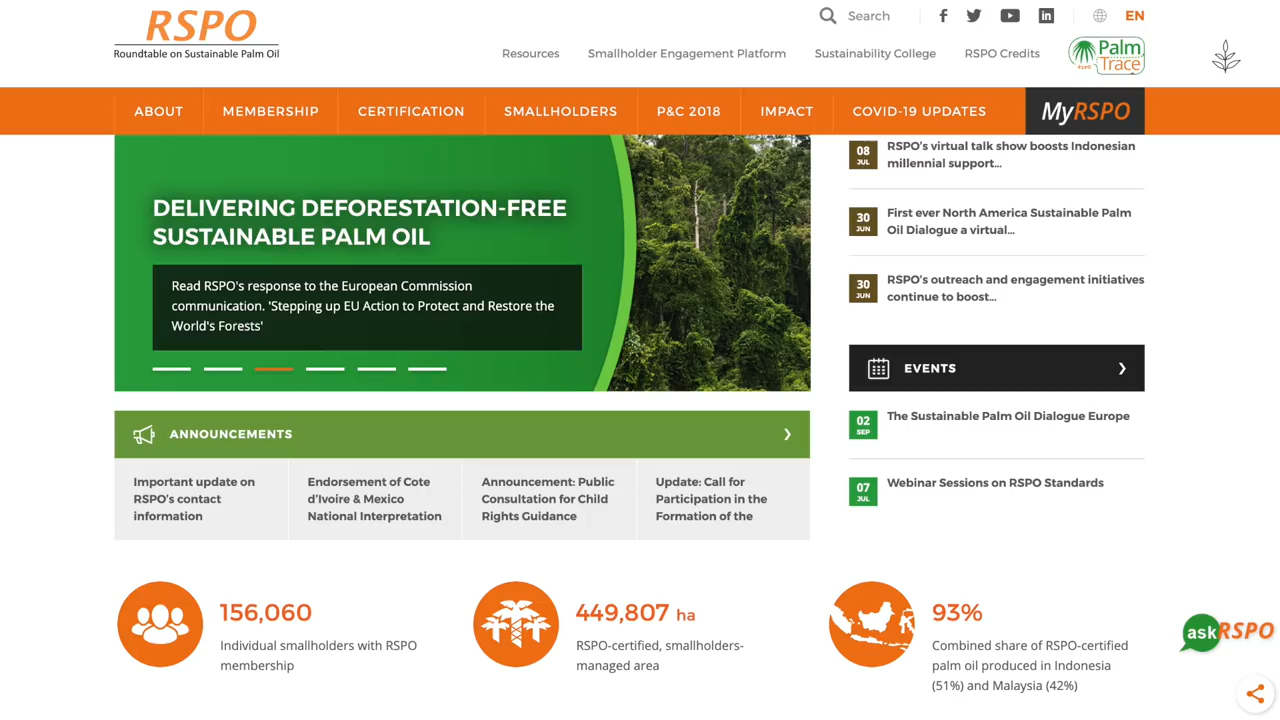 RSPO
Roundtable on Sustainable Palm Oil
Search
EN
Resources
Smallholder Engagement Platform
Sustainability College
RSPO Credits
RSPO
Palm
Trace
ABOUT
MEMBERSHIP
CERTIFICATION
SMALLHOLDERS
P&C 2018
IMPACT
COVID-19 UPDATES
MyRSPO
DELIVERING DEFORESTATION-FREE
SUSTAINABLE PALM OIL
Read RSPO's response to the European Commission
communication. 'Stepping up EU Action to Protect and Restore the
World's Forests'
08
JUL
RSPO's virtual talk show boosts Indonesian
millennial support...
30
JUN
First ever North America Sustainable Palm
Oil Dialogue a virtual...
30
JUN
RSPO's outreach and engagement initiatives
continue to boost...
EVENTS
02
SEP
The Sustainable Palm Oil Dialogue Europe
07
JUL
Webinar Sessions on RSPO Standards
ANNOUNCEMENTS
Important update on
RSPO's contact
information
Endorsement of Cote
d'Ivoire & Mexico
National Interpretation
Announcement: Public
Consultation for Child
Rights Guidance
Update: Call for
Participation in the
Formation of the
156,060
Individual smallholders with RSPO
membership
449,807 ha
RSPO-certified, smallholders-
managed area
93%
Combined share of RSPO-certified
palm oil produced in Indonesia
(51%) and Malaysia (42%)
ask RSPO